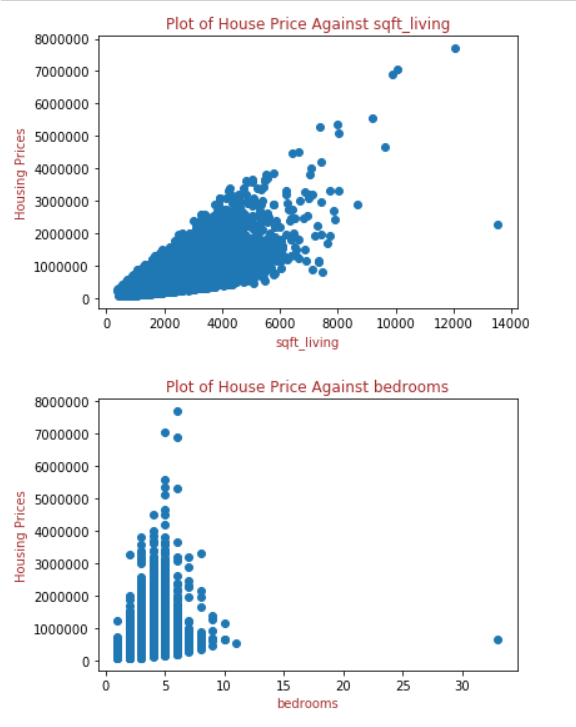 Plot of House Price Against sqft_living
8000000
7000000
6000000
5000000
4000000
3000000
2000000
1000000
0
Housing Prices
0 2000 4000 6000 8000 10000 12000 14000
sqft_living
Plot of House Price Against bedrooms
8000000
7000000
6000000
5000000
4000000
3000000
2000000
1000000
0
Housing Prices
0 5 10 15 20 25 30
bedrooms